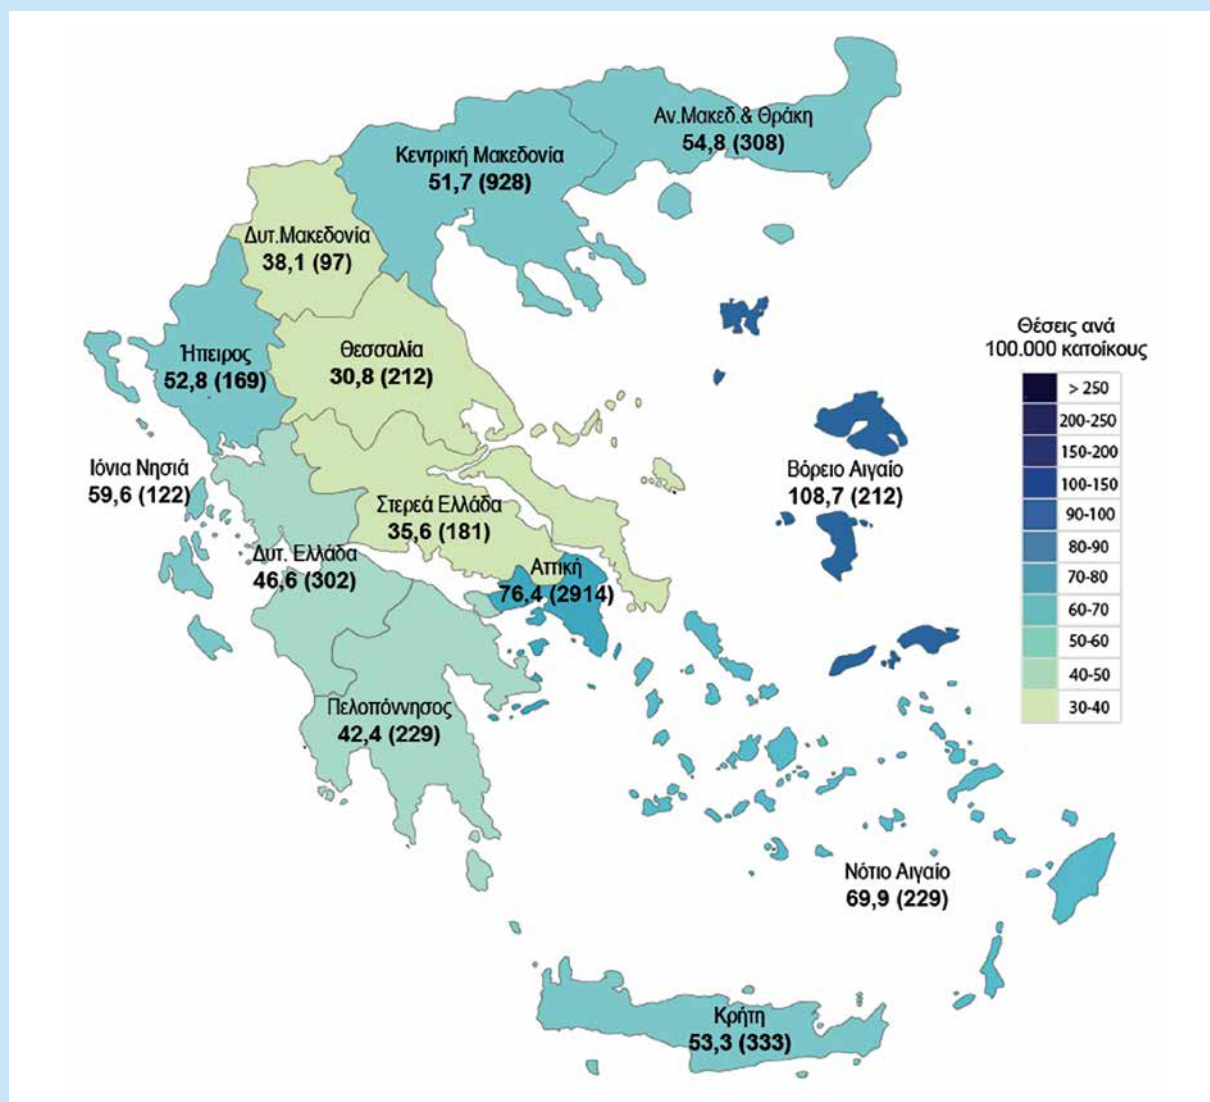 Αν.Μακεδ.& Θράκη
54,8 (308)
Κεντρική Μακεδονία
51,7 (928)
Δυτ.Μακεδονία
38,1 (97)
Ήπειρος
52,8 (169)
Θεσσαλία
30,8 (212)
Θέσεις ανά
100.000 κατοίκους
> 250
200-250
150-200
100-150
90-100
80-90
70-80
60-70
50-60
40-50
30-40
Ιόνια Νησιά
59,6 (122)
Βόρειο Αιγαίο
108,7 (212)
Στερεά Ελλάδα
35,6 (181)
Δυτ. Ελλάδα
46,6 (302)
Αττική
76,4 (2914)
Πελοπόννησος
42,4 (229)
Νότιο Αιγαίο
69,9 (229)
Κρήτη
53,3 (333)